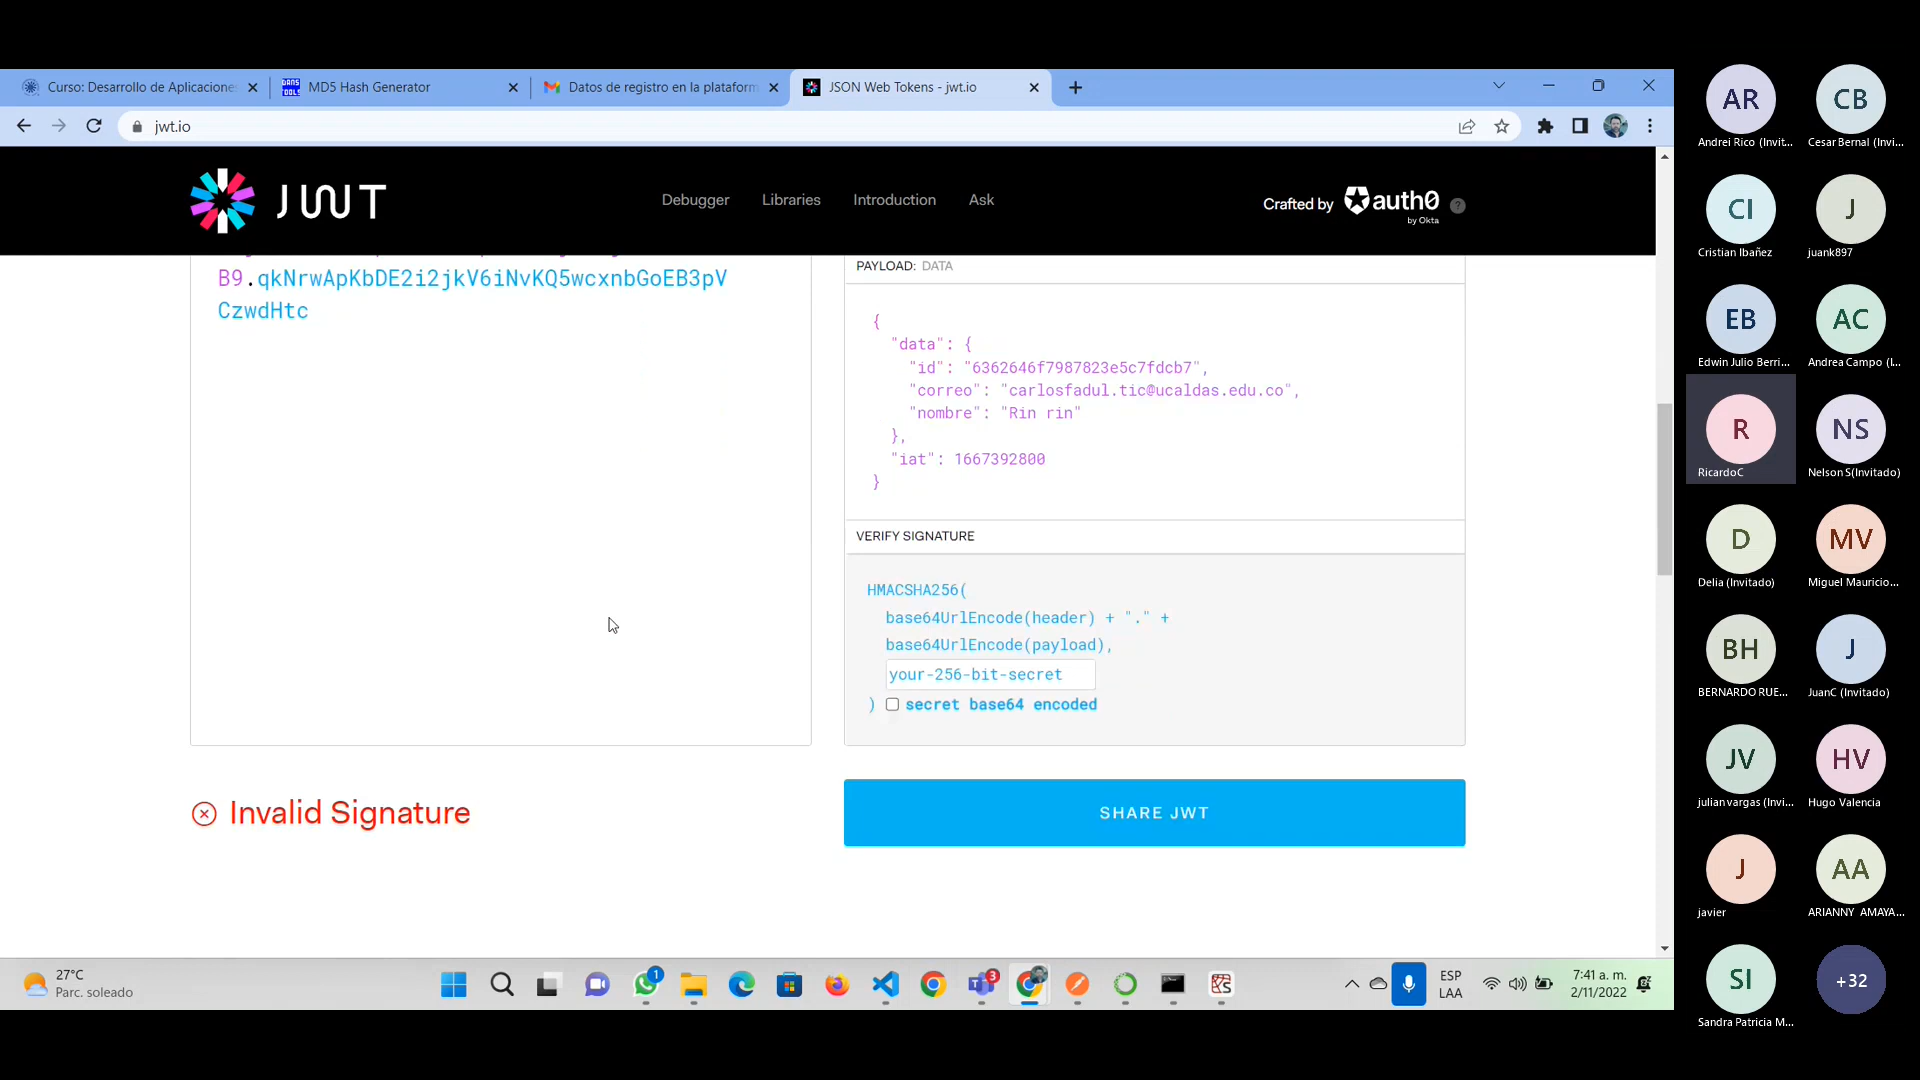 Curso: Desarrollo de Aplicacione
MD5 Hash Generator
Datos de registro en la plataform
JSON Web Tokens - jwt.io
jwt.io
JWT
Debugger
Libraries
Introduction
Ask
Crafted by auth0
by Okta
?
B9.qkNrwApKbDE2i2jkV6iNvKQ5wcxnbGoEB3pV
CzwdHtc
PAYLOAD: DATA
{
"data": {
"id": "6362646f7987823e5c7fdcb7",
"correo": "carlosfadul.tic@ucaldas.edu.co",
"nombre": "Rin rin"
},
"iat": 1667392800
}
VERIFY SIGNATURE
HMACSHA256(
base64UrlEncode(header) + "." +
base64UrlEncode(payload),
your-256-bit-secret
) secret base64 encoded
Invalid Signature
SHARE JWT
27°C
Parc. soleado
1
3
ESP
LAA
7:41 a. m.
2/11/2022
AR
Andrei Rico (Invit...
CB
Cesar Bernal (Invi...
CI
Cristian Ibañez
J
juank897
EB
Edwin Julio Berri...
AC
Andrea Campo (I...
R
RicardoC
NS
Nelson S(Invitado)
D
Delia (Invitado)
MV
Miguel Mauricio...
BH
BERNARDO RUE...
J
JuanC (Invitado)
JV
julian vargas (Invi...
HV
Hugo Valencia
J
javier
AA
ARIANNY AMAYA...
SI
Sandra Patricia M...
+32